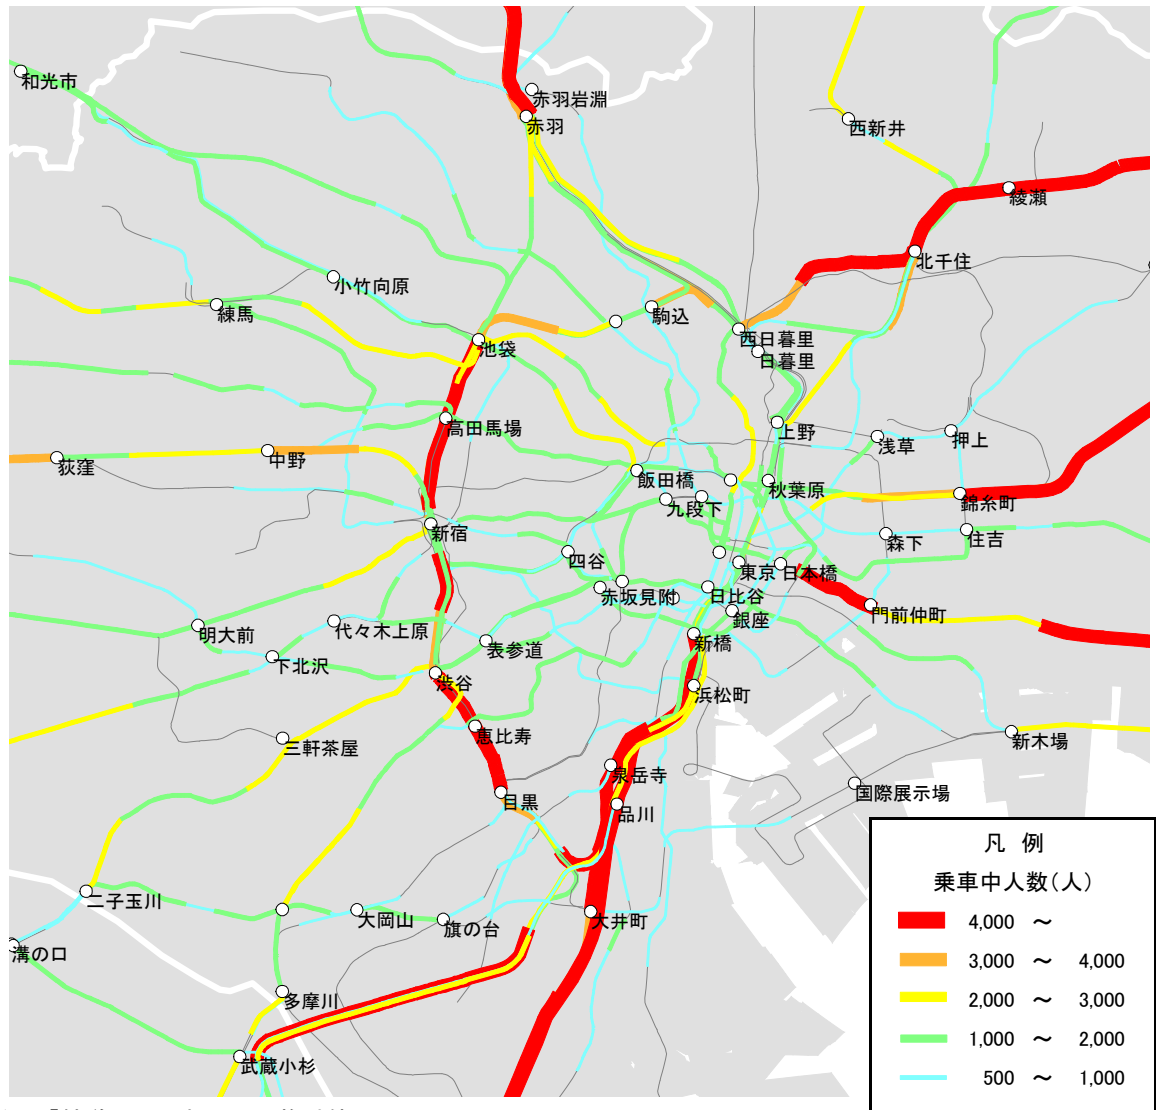 和光市
赤羽岩淵
赤羽
西新井
綾瀬
北千住
小竹向原
練馬
駒込
池袋
西日暮里
日暮里
高田馬場
上野
浅草
押上
荻窪
中野
飯田橋
九段下
秋葉原
錦糸町
新宿
四谷
森下
住吉
東京
日本橋
赤坂見附
日比谷
銀座
門前仲町
明大前
代々木上原
表参道
新橋
下北沢
渋谷
浜松町
恵比寿
三軒茶屋
新木場
泉岳寺
目黒
品川
国際展示場
二子玉川
大岡山
旗の台
大井町
溝の口
多摩川
武蔵小杉
凡 例
乗車中人数(人)
4,000 ～
3,000 ～ 4,000
2,000 ～ 3,000
1,000 ～ 2,000
500 ～ 1,000